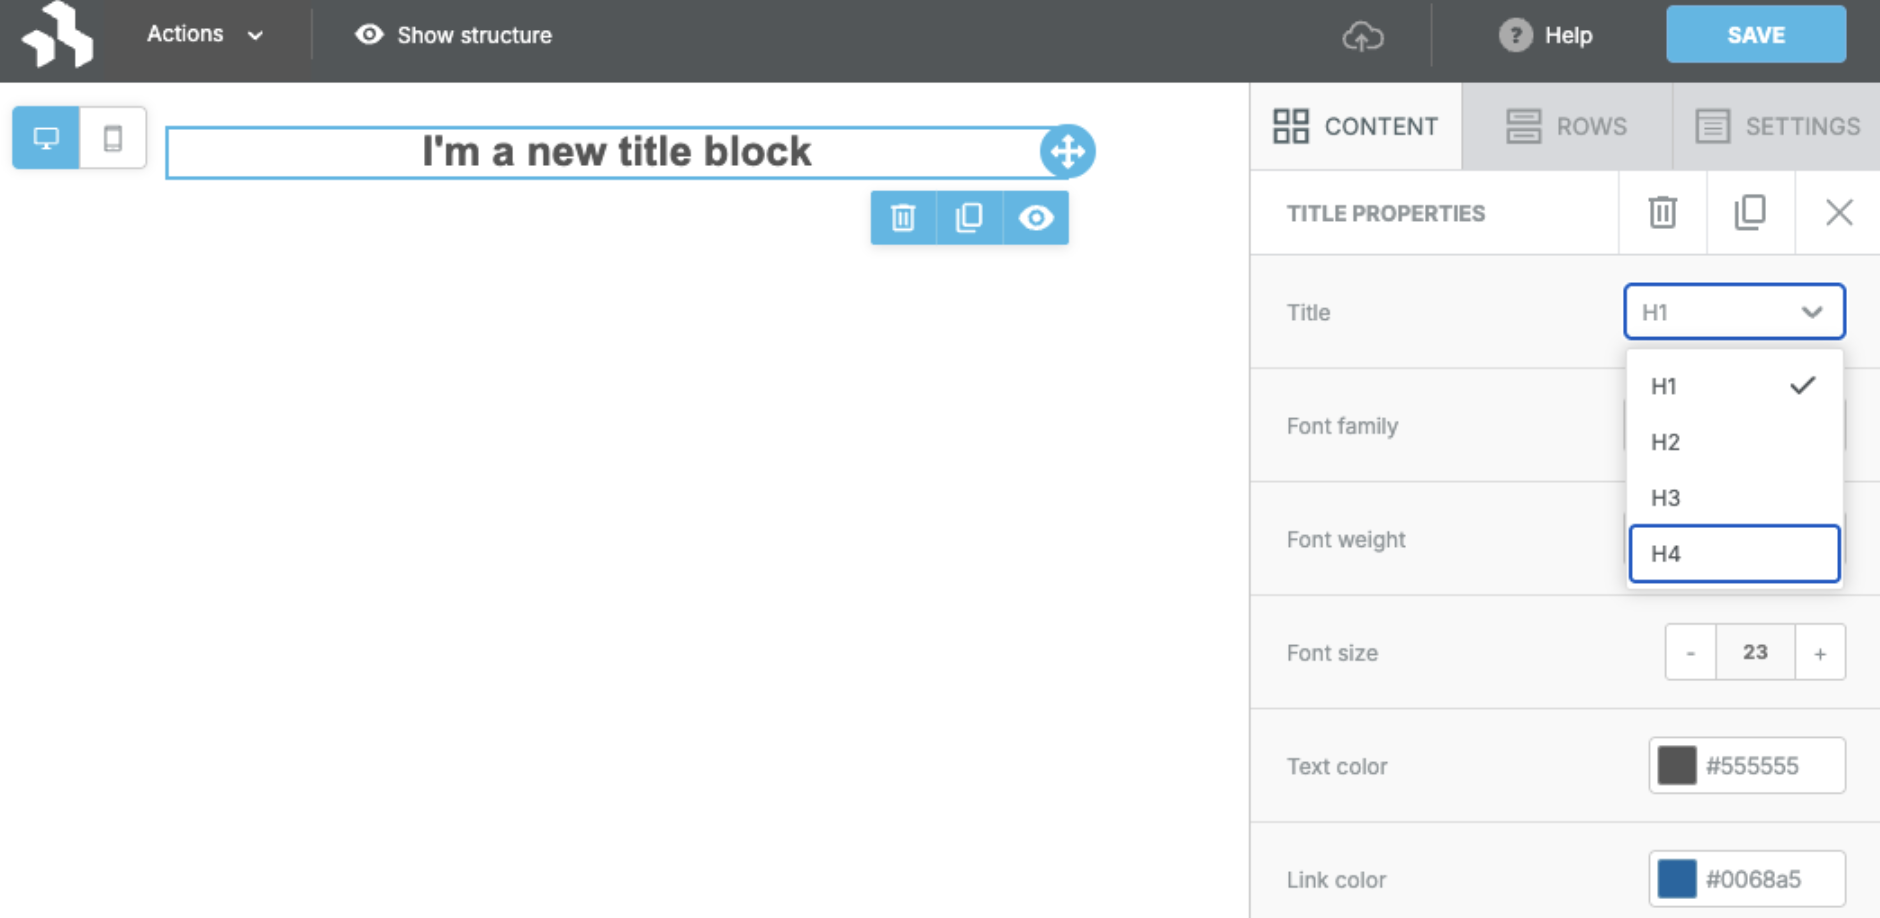 Actions
Show structure
? Help
SAVE
I'm a new title block
CONTENT
ROWS
SETTINGS
TITLE PROPERTIES
Title
H1
H1
H2
H3
H4
Font family
Font weight
Font size
- 23 +
Text color
#555555
Link color
#0068a5